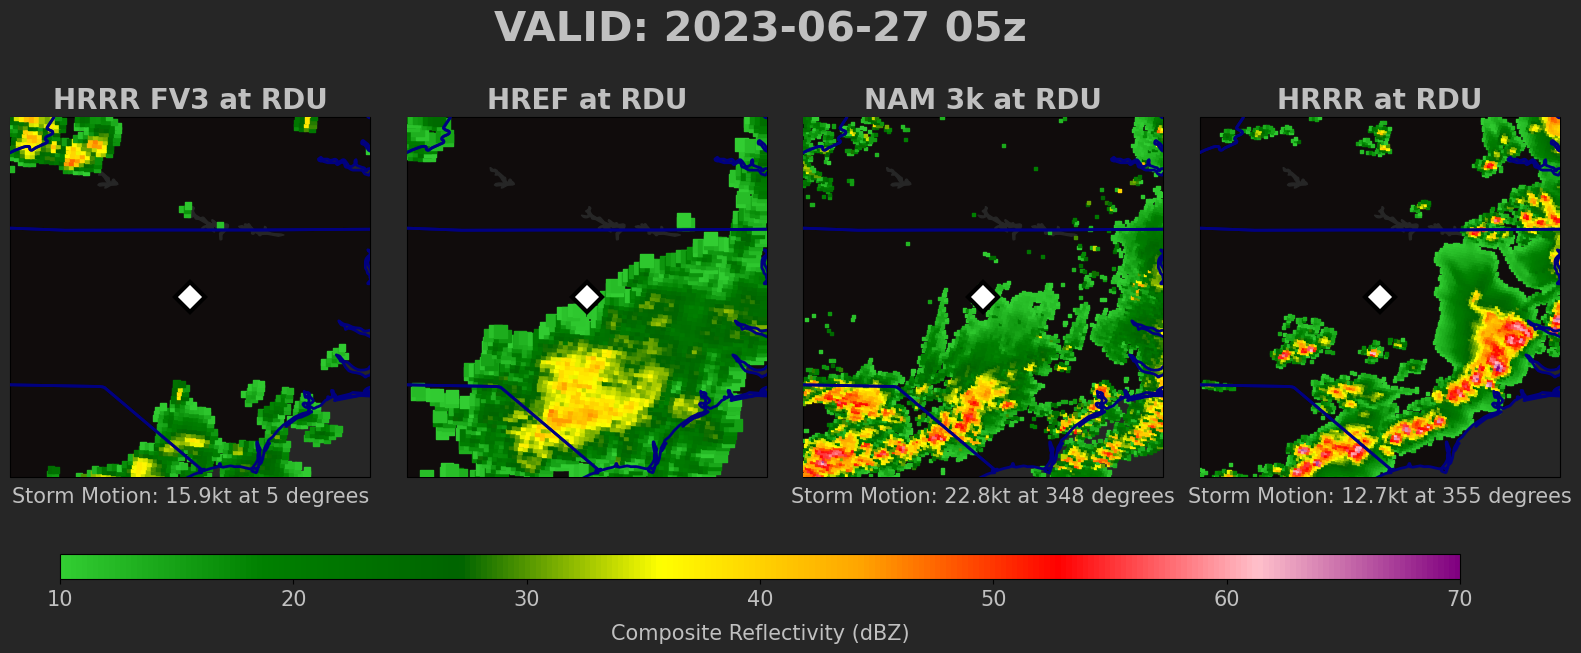 VALID: 2023-06-27 05z
HRRR FV3 at RDU
HREF at RDU
NAM 3k at RDU
HRRR at RDU
Storm Motion: 15.9kt at 5 degrees
Storm Motion: 22.8kt at 348 degrees
Storm Motion: 12.7kt at 355 degrees
10 20 30 40 50 60 70
Composite Reflectivity (dBZ)